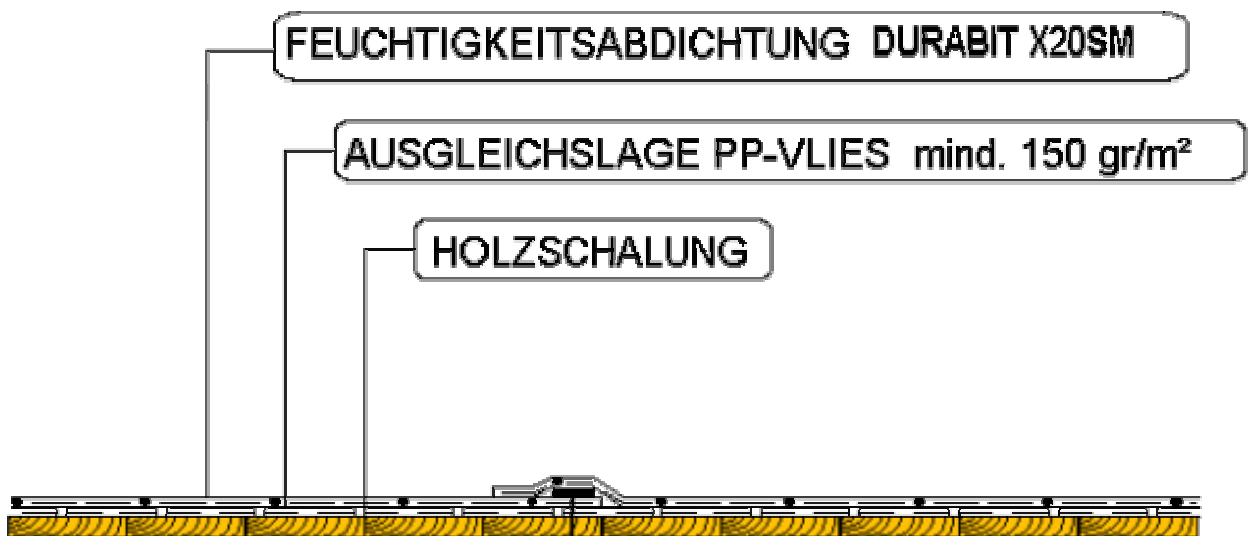 FEUCHTIGKEITSABDICHTUNG DURABIT X20SM
AUSGLEICHSLAGE PP-VLIES mind. 150 gr/m²
HOLZSCHALUNG